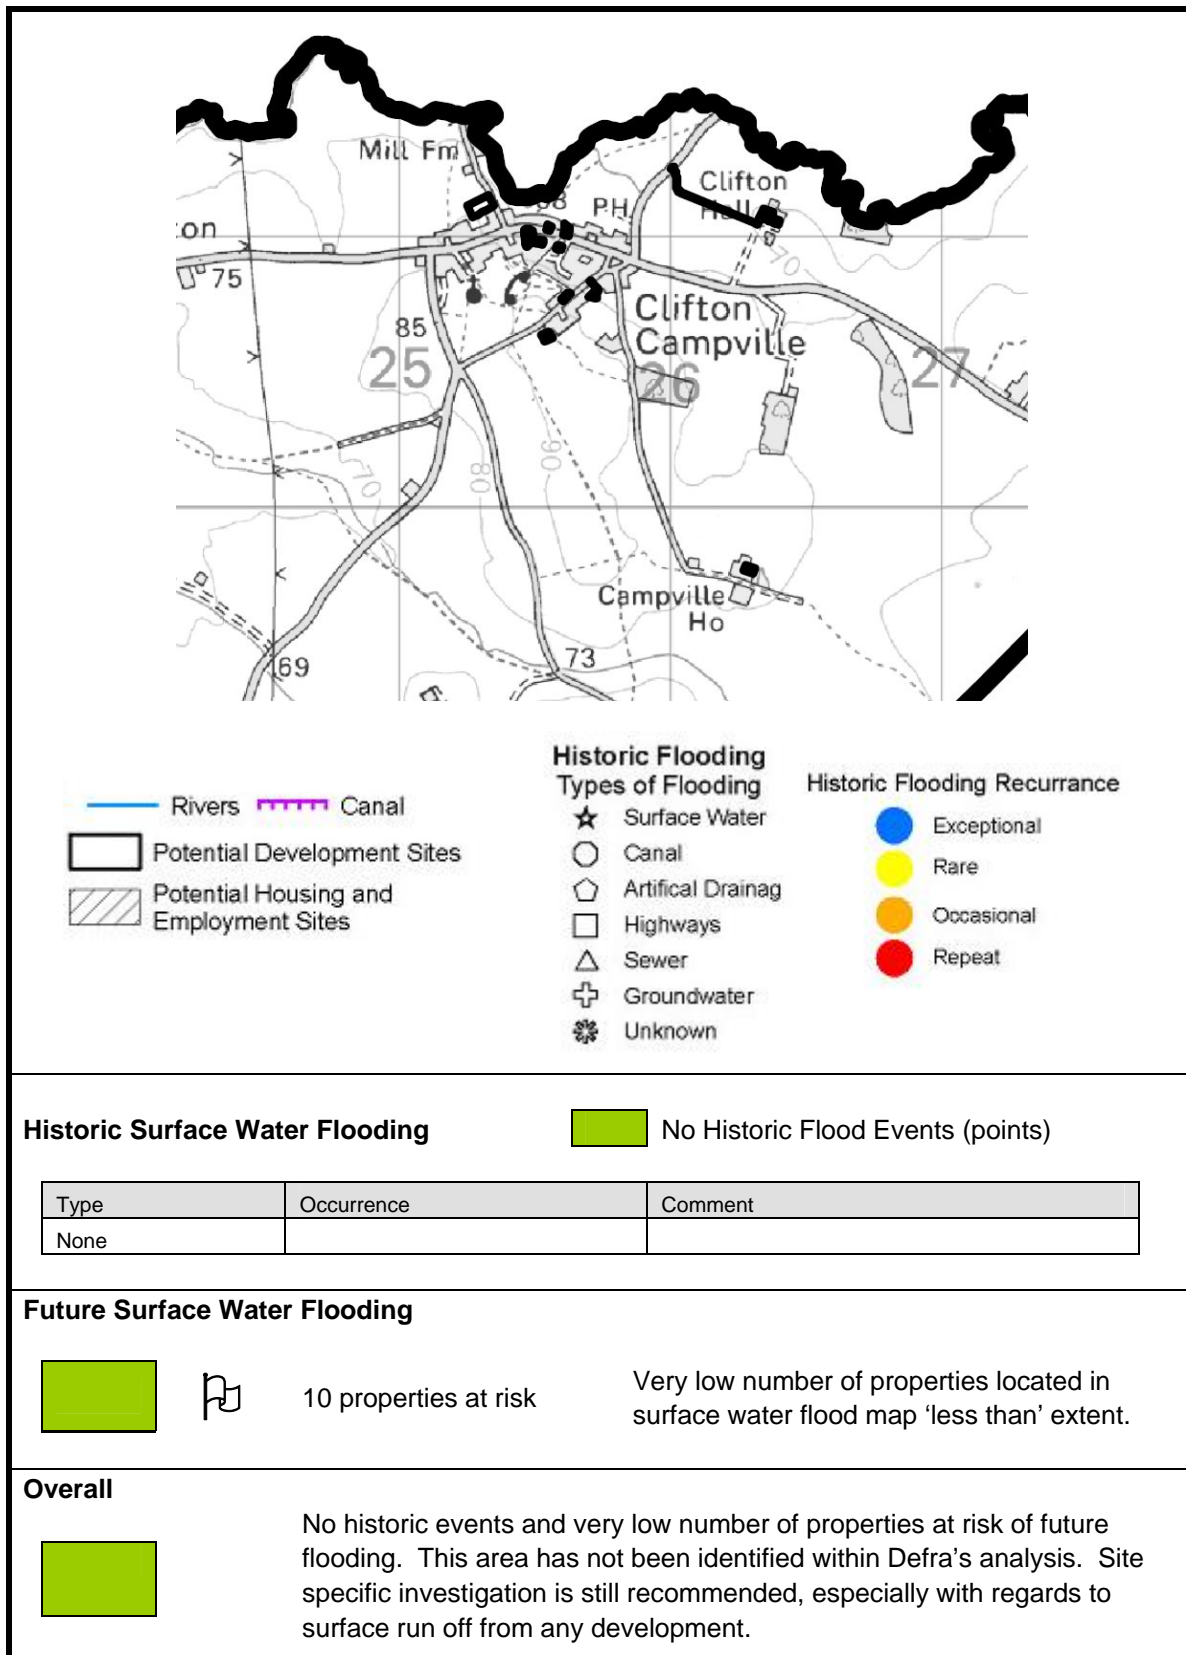 Mill Fm
Clifton
Hall
PH
on
75
70
Clifton
Campville
85
25
26
27
70
80
90
Campville
Ho
73
69
Historic Flooding
Types of Flooding
Historic Flooding Recurrance
Rivers
Canal
Surface Water
Exceptional
Potential Development Sites
Canal
Rare
Artifical Drainag
Potential Housing and
Employment Sites
Highways
Occasional
Sewer
Repeat
Groundwater
Unknown
Historic Surface Water Flooding
No Historic Flood Events (points)
Type Occurrence Comment
None
Future Surface Water Flooding
10 properties at risk
Very low number of properties located in
surface water flood map ‘less than’ extent.
Overall
No historic events and very low number of properties at risk of future
flooding. This area has not been identified within Defra’s analysis. Site
specific investigation is still recommended, especially with regards to
surface run off from any development.